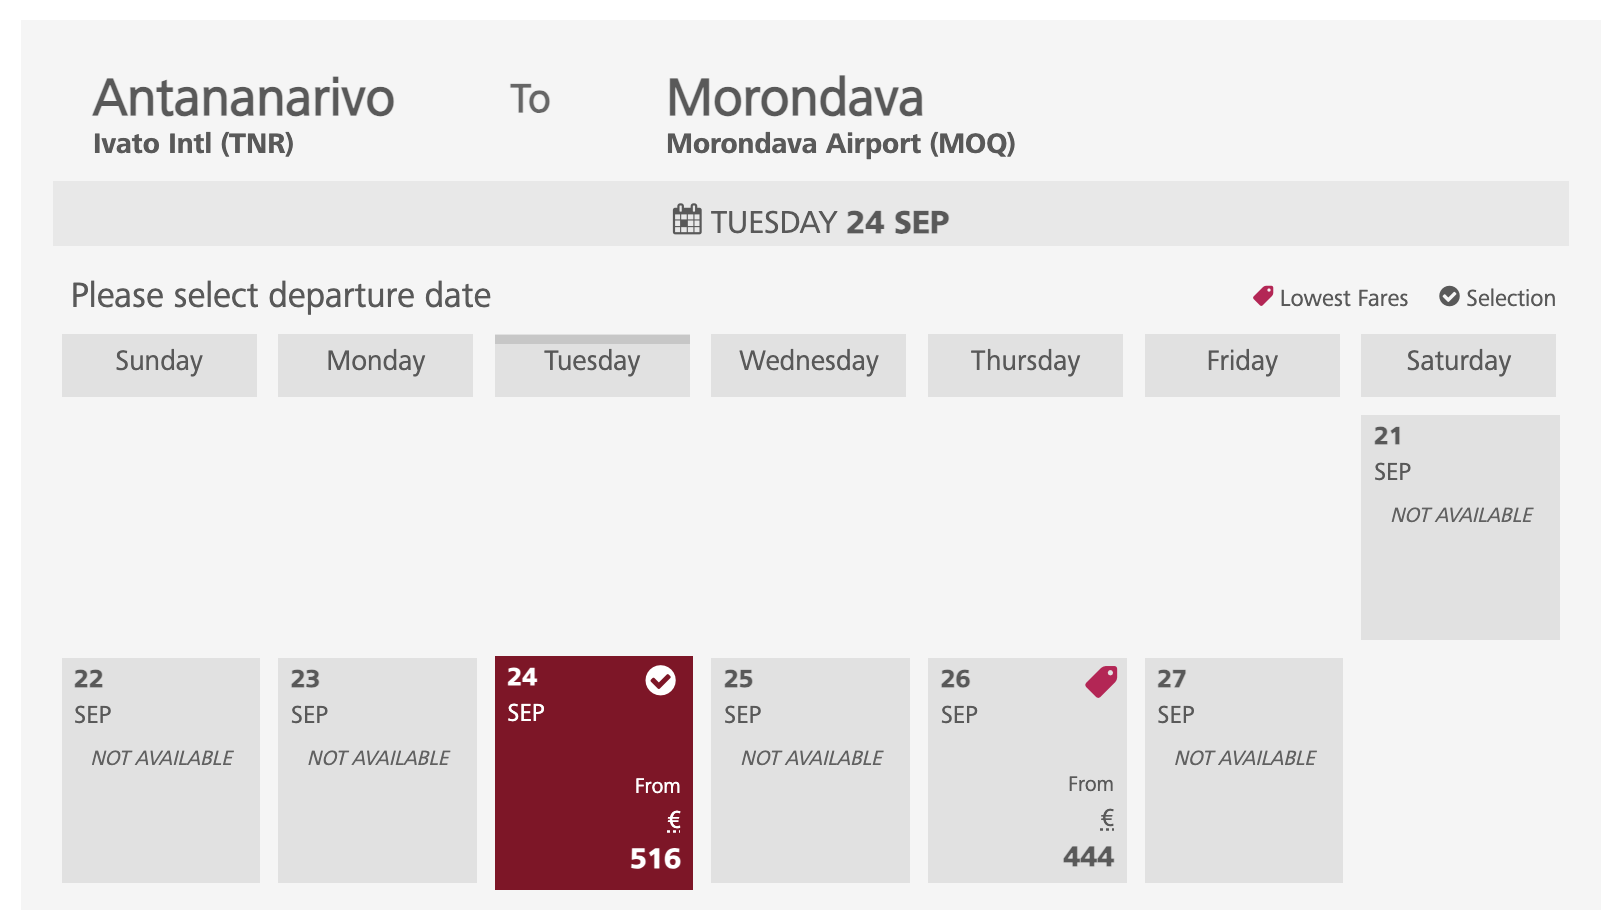 Antananarivo To Morondava
Ivato Intl (TNR) Morondava Airport (MOQ)
TUESDAY 24 SEP
Please select departure date
Lowest Fares Selection
Sunday Monday Tuesday Wednesday Thursday Friday Saturday
21
SEP
NOT AVAILABLE
22
SEP
NOT AVAILABLE
23
SEP
NOT AVAILABLE
24
SEP
From
€
516
25
SEP
NOT AVAILABLE
26
SEP
From
€
444
27
SEP
NOT AVAILABLE